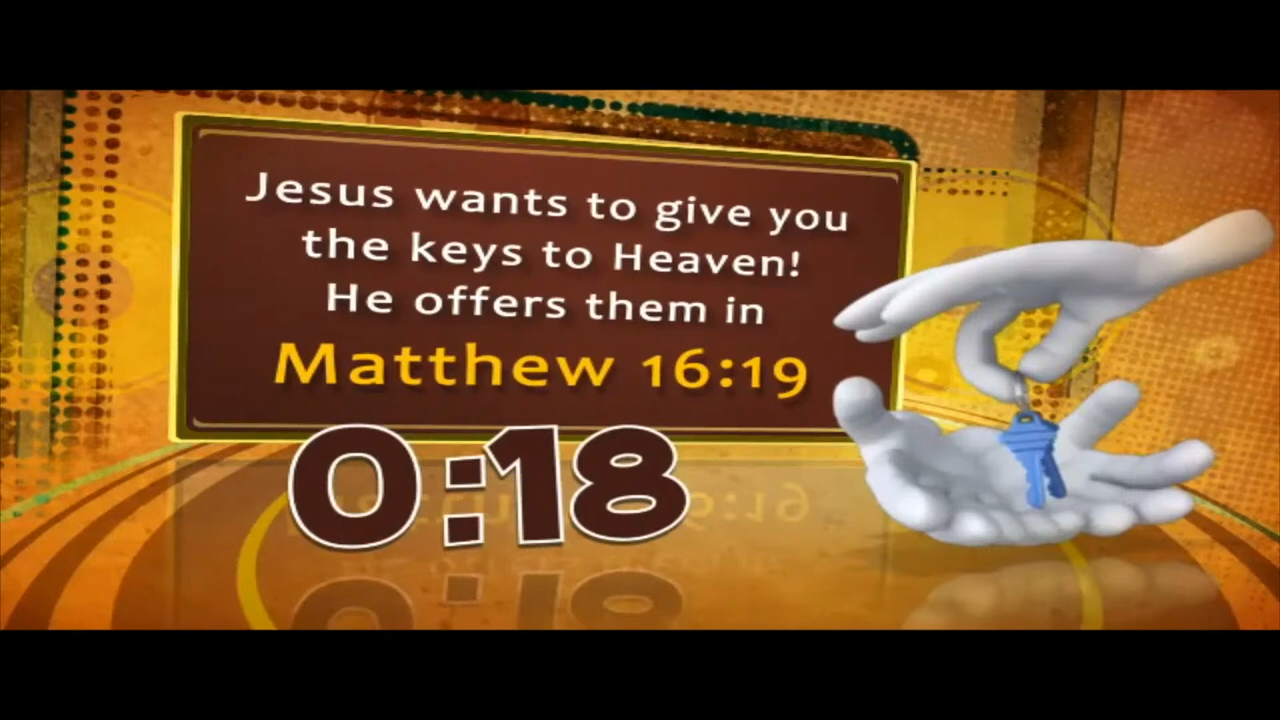 Jesus wants to give you
the keys to Heaven!
He offers them in
Matthew 16:19
0:18